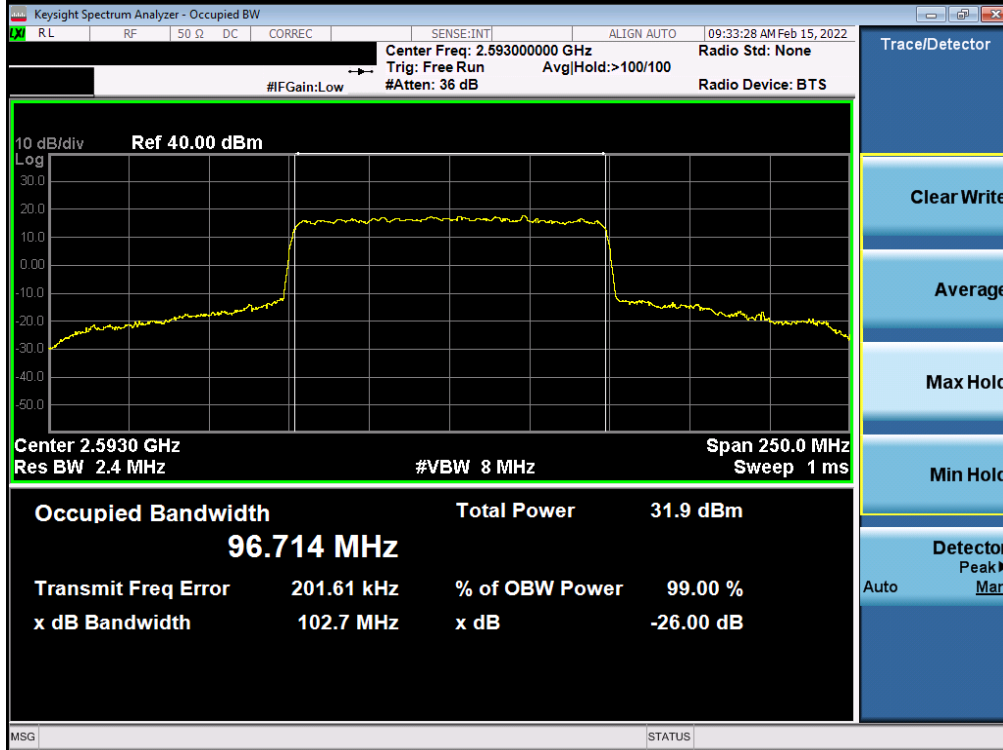 Keysight Spectrum Analyzer - Occupied BW
LXI RL RF 50 Ω DC CORREC SENSE:INT ALIGN AUTO 09:33:28 AM Feb 15, 2022
Center Freq: 2.593000000 GHz Radio Std: None
Trig: Free Run Avg|Hold:>100/100
#IFGain:Low #Atten: 36 dB Radio Device: BTS
Trace/Detector
10 dB/div Ref 40.00 dBm
Log
30.0
20.0
10.0
0.00
-10.0
-20.0
-30.0
-40.0
-50.0
Center 2.5930 GHz Span 250.0 MHz
Res BW 2.4 MHz #VBW 8 MHz Sweep 1 ms
Occupied Bandwidth Total Power 31.9 dBm
96.714 MHz
Transmit Freq Error 201.61 kHz % of OBW Power 99.00 %
x dB Bandwidth 102.7 MHz x dB -26.00 dB
Clear Write
Average
Max Hold
Min Hold
Detector
Peak
Auto Man
MSG STATUS